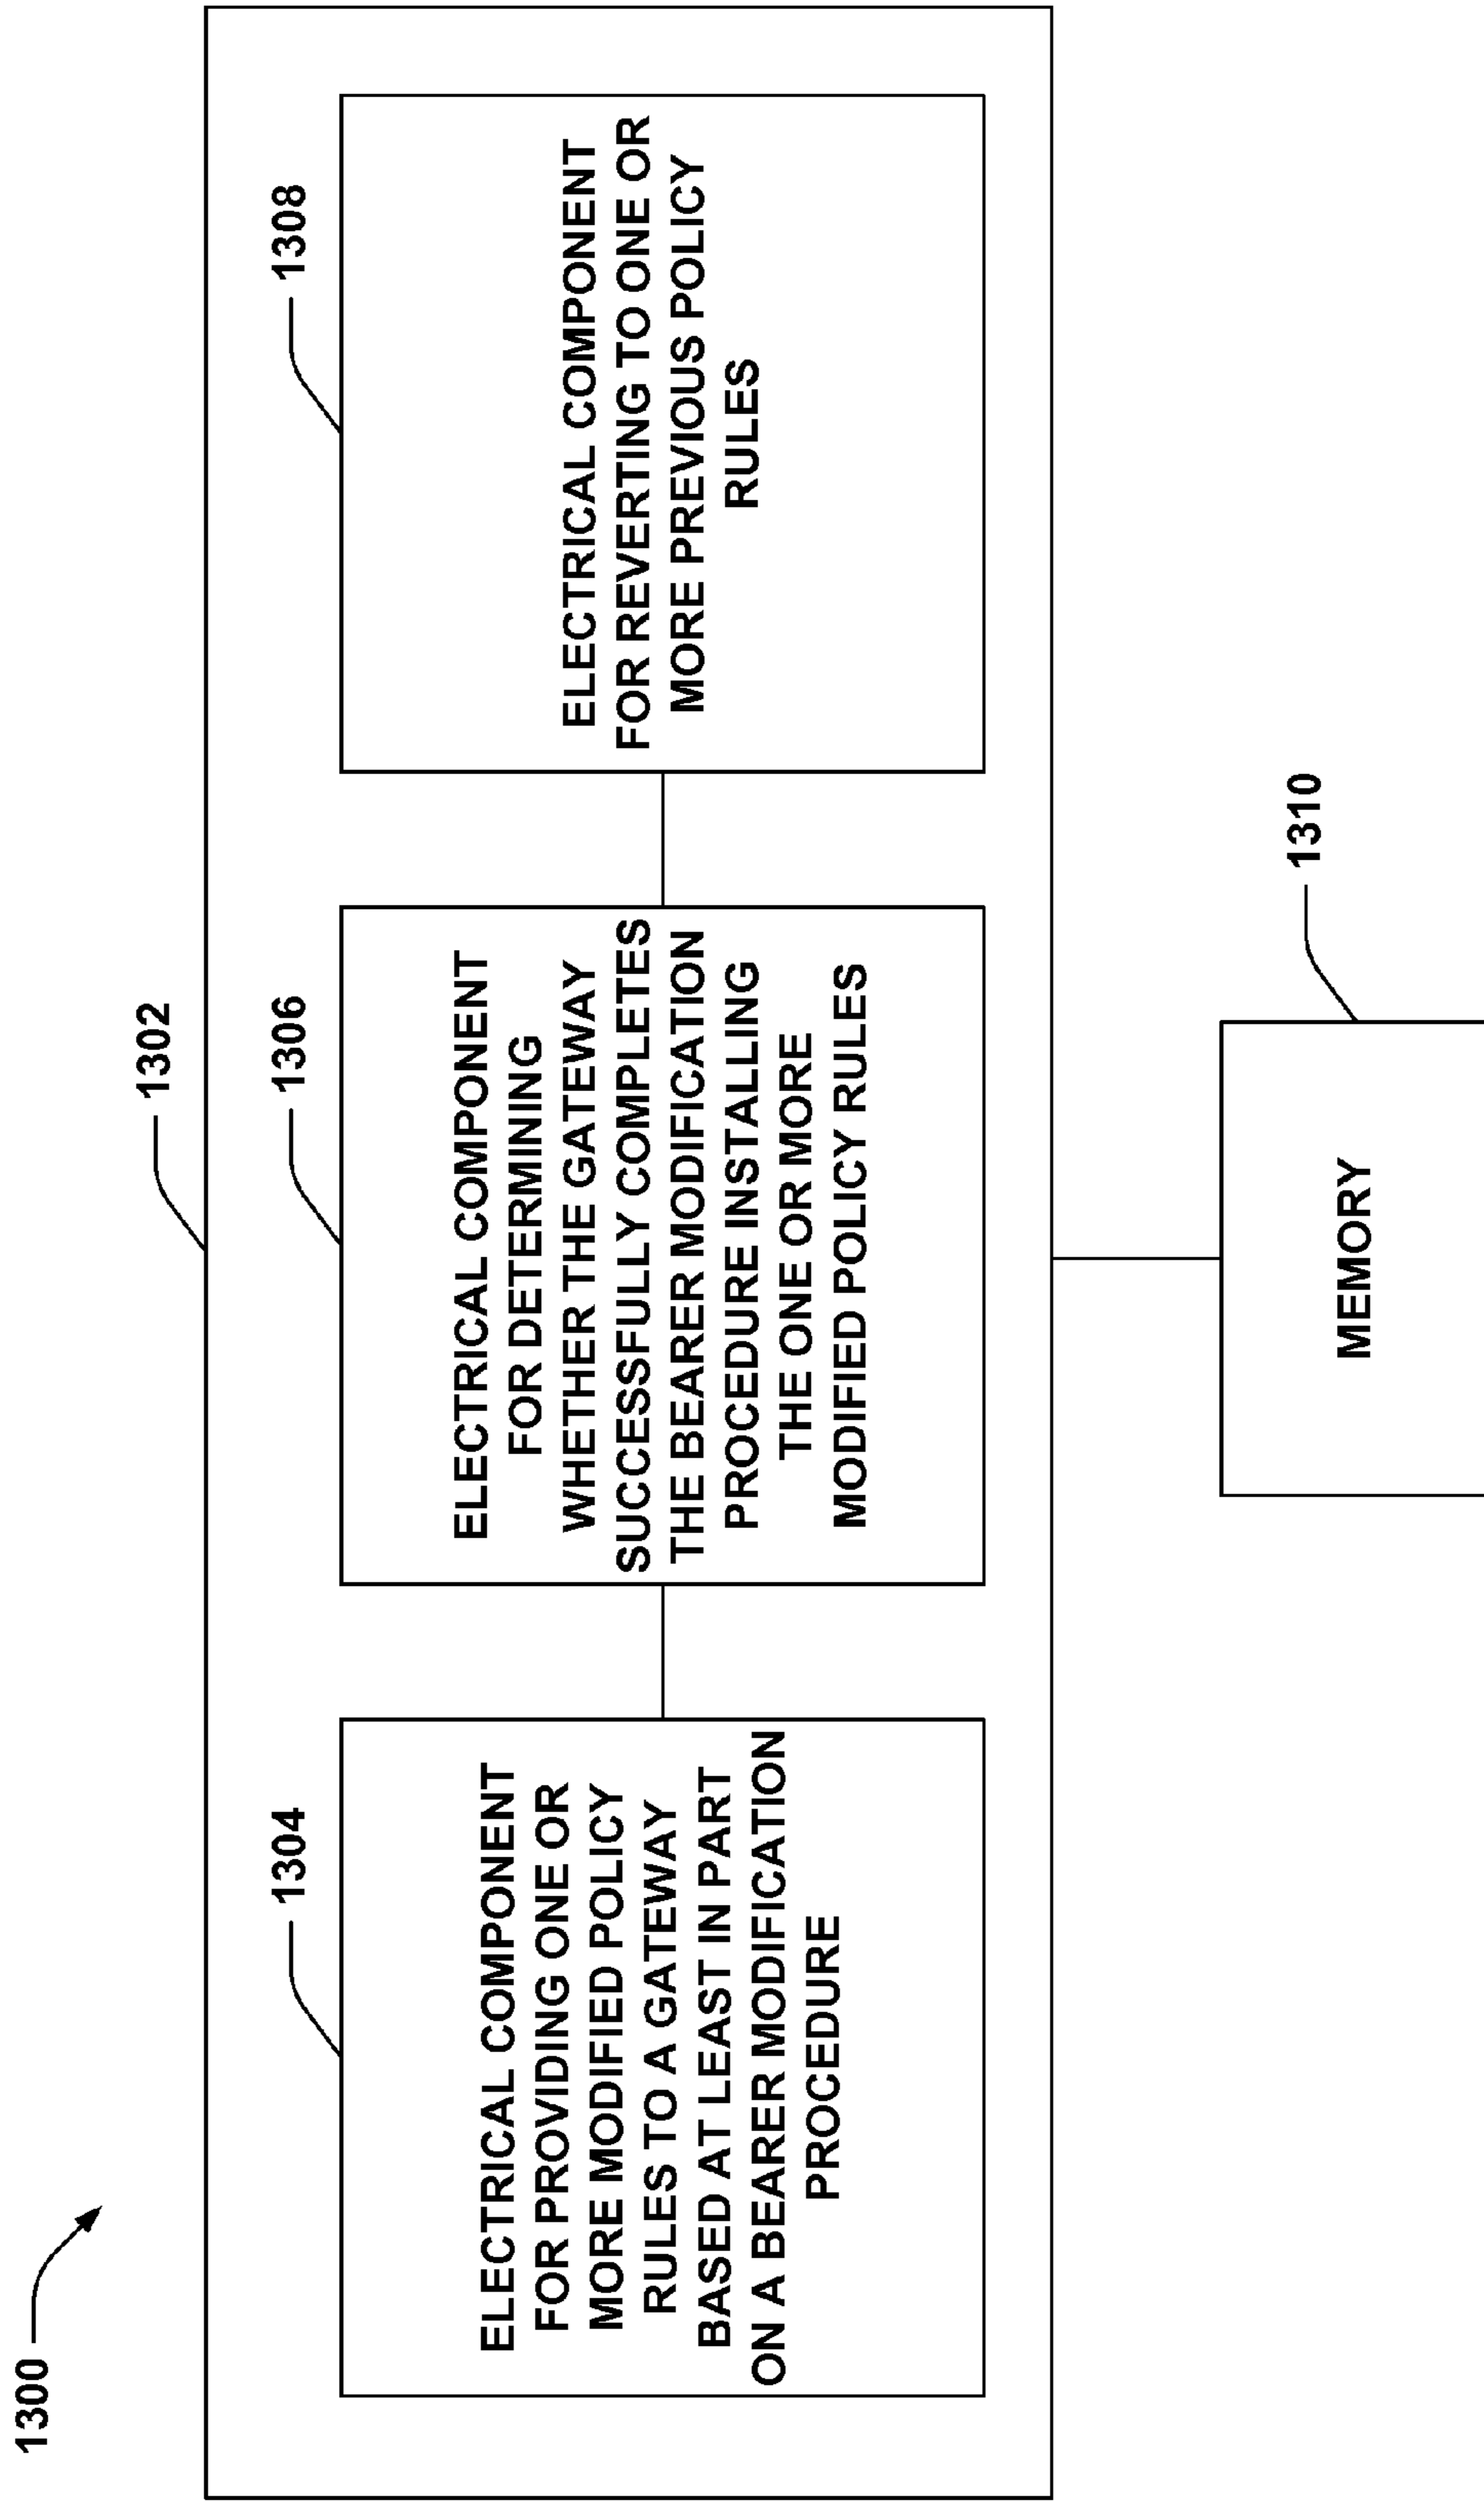 1300
1302
1304
ELECTRICAL COMPONENT
FOR PROVIDING ONE OR
MORE MODIFIED POLICY
RULES TO A GATEWAY
BASED AT LEAST IN PART
ON A BEARER MODIFICATION
PROCEDURE
1306
ELECTRICAL COMPONENT
FOR DETERMINING
WHETHER THE GATEWAY
SUCCESSFULLY COMPLETES
THE BEARER MODIFICATION
PROCEDURE INSTALLING
THE ONE OR MORE
MODIFIED POLICY RULES
1308
ELECTRICAL COMPONENT
FOR REVERTING TO ONE OR
MORE PREVIOUS POLICY
RULES
1310
MEMORY